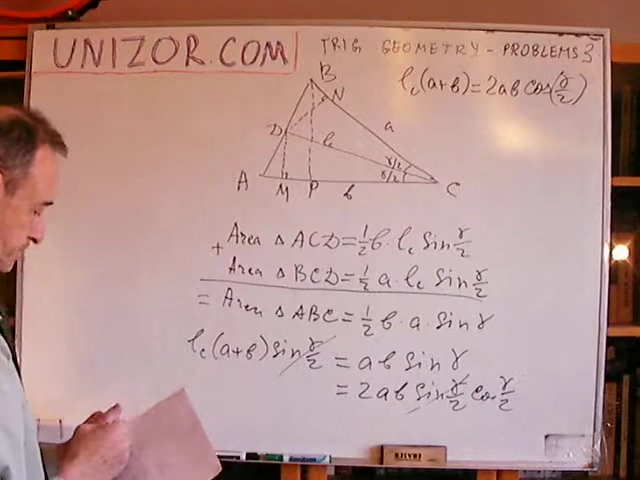 UNIZOR.COM
TRIG GEOMETRY - PROBLEMS 3
l_c(a+b)=2ab cos(γ/2)
B
N
D
l_c
a
γ/2
γ/2
A
M
P
b
C
+ Area △ ACD = 1/2 b · l_c sin γ/2
Area △ BCD = 1/2 a · l_c sin γ/2
= Area △ ABC = 1/2 b · a · sin γ
l_c(a+b) sin γ/2 = ab sin γ
= 2ab sin γ/2 cos γ/2